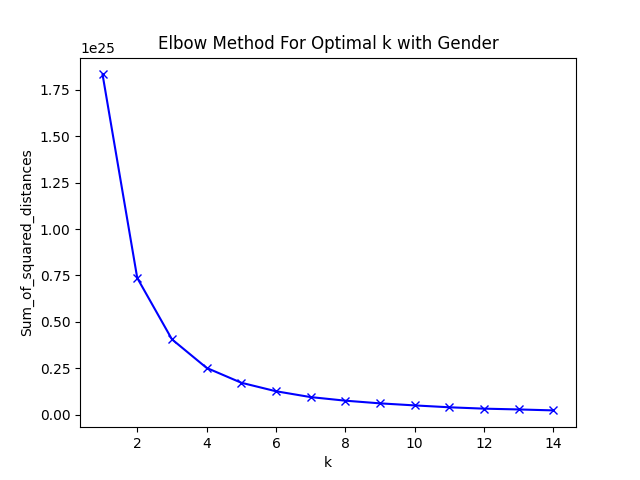 Elbow Method For Optimal k with Gender
1e25
1.75
1.50
1.25
1.00
0.75
0.50
0.25
0.00
Sum_of_squared_distances
2 4 6 8 10 12 14
k